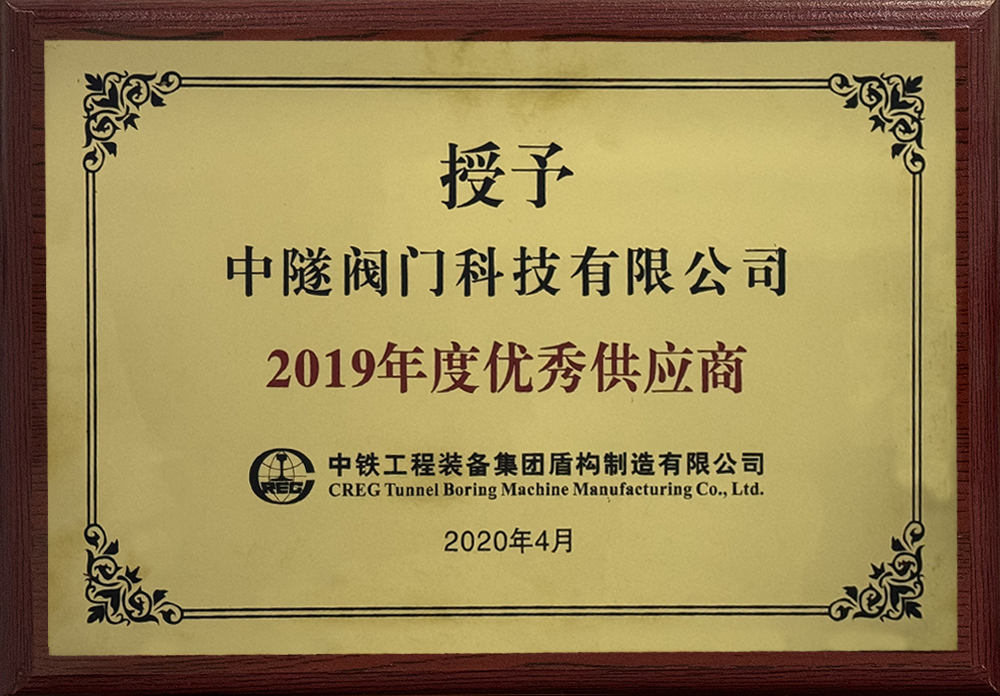 授予
中隧阀门科技有限公司
2019年度优秀供应商
CREG
中铁工程装备集团盾构制造有限公司
CREG Tunnel Boring Machine Manufacturing Co., Ltd.
2020年4月